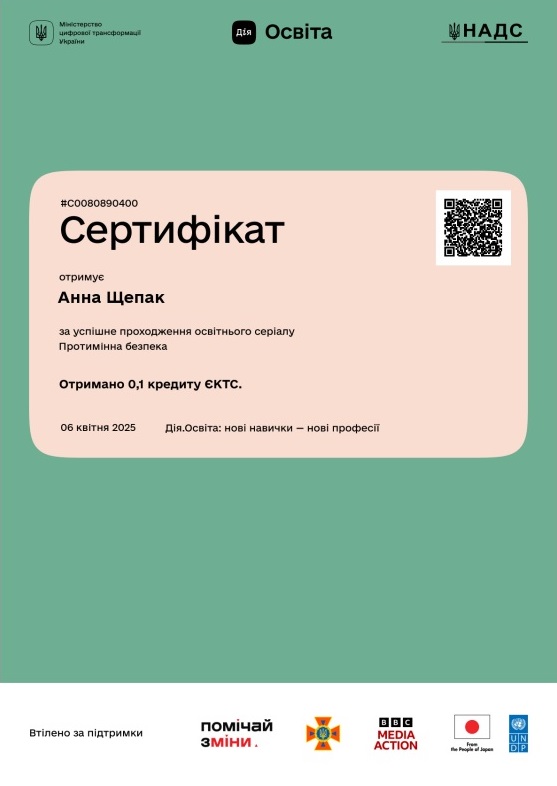 Міністерство
цифрової трансформації
України
Дія Освіта
НАДС
#C0080890400
Сертифікат
отримує
Анна Щепак
за успішне проходження освітнього серіалу
Протимінна безпека
Отримано 0,1 кредиту ЄКТС.
06 квітня 2025 Дія.Освіта: нові навички — нові професії
Втілено за підтримки
помічай
зміни.
BBC
MEDIA
ACTION
From
the People of Japan
UN
DP